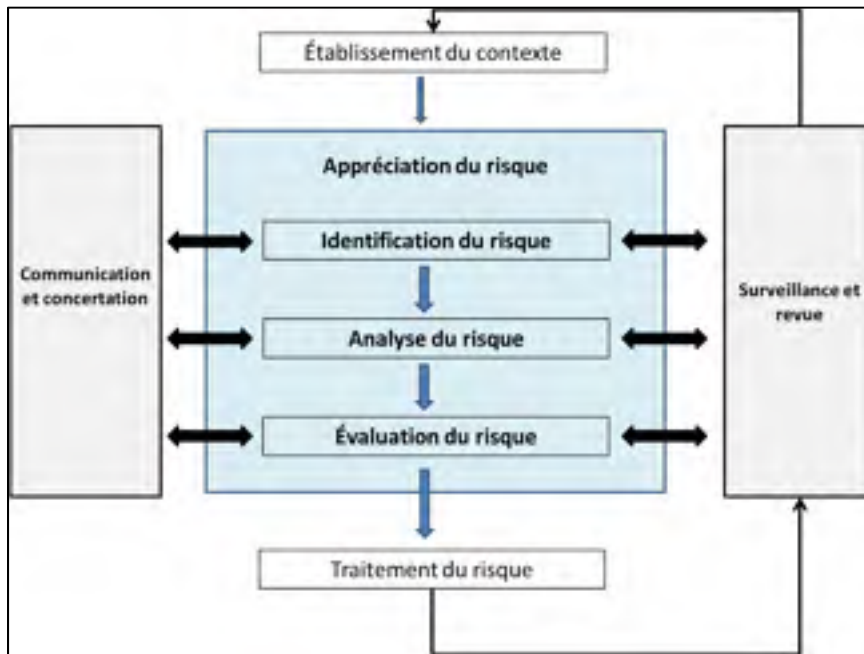 Établissement du contexte
Appréciation du risque
Identification du risque
Communication
et concertation
Surveillance et
revue
Analyse du risque
Évaluation du risque
Traitement du risque